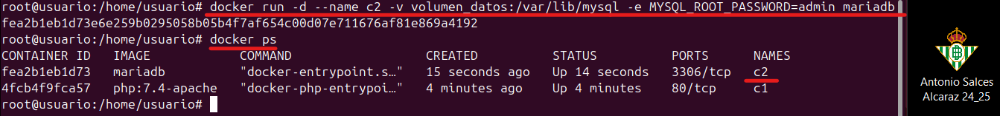 root@usuario:/home/usuario# docker run -d --name c2 -v volumen_datos:/var/lib/mysql -e MYSQL_ROOT_PASSWORD=admin mariadb
fea2b1eb1d73e6e259b0295058b05b4f7af654c00d07e711676af81e869a4192
root@usuario:/home/usuario# docker ps
CONTAINER ID   IMAGE            COMMAND                  CREATED          STATUS          PORTS      NAMES
fea2b1eb1d73   mariadb          "docker-entrypoint.s…"   15 seconds ago   Up 14 seconds   3306/tcp   c2
4fcb4f9fca57   php:7.4-apache   "docker-php-entrypoi…"   4 minutes ago    Up 4 minutes    80/tcp     c1
root@usuario:/home/usuario#
Antonio Salces
Alcaraz 24_25